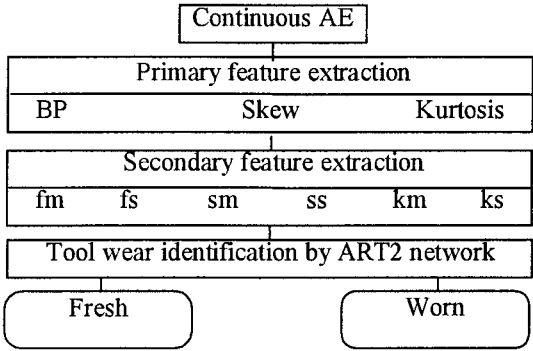 Continuous AE
Primary feature extraction
BP Skew Kurtosis
Secondary feature extraction
fm fs sm ss km ks
Tool wear identification by ART2 network
Fresh Worn